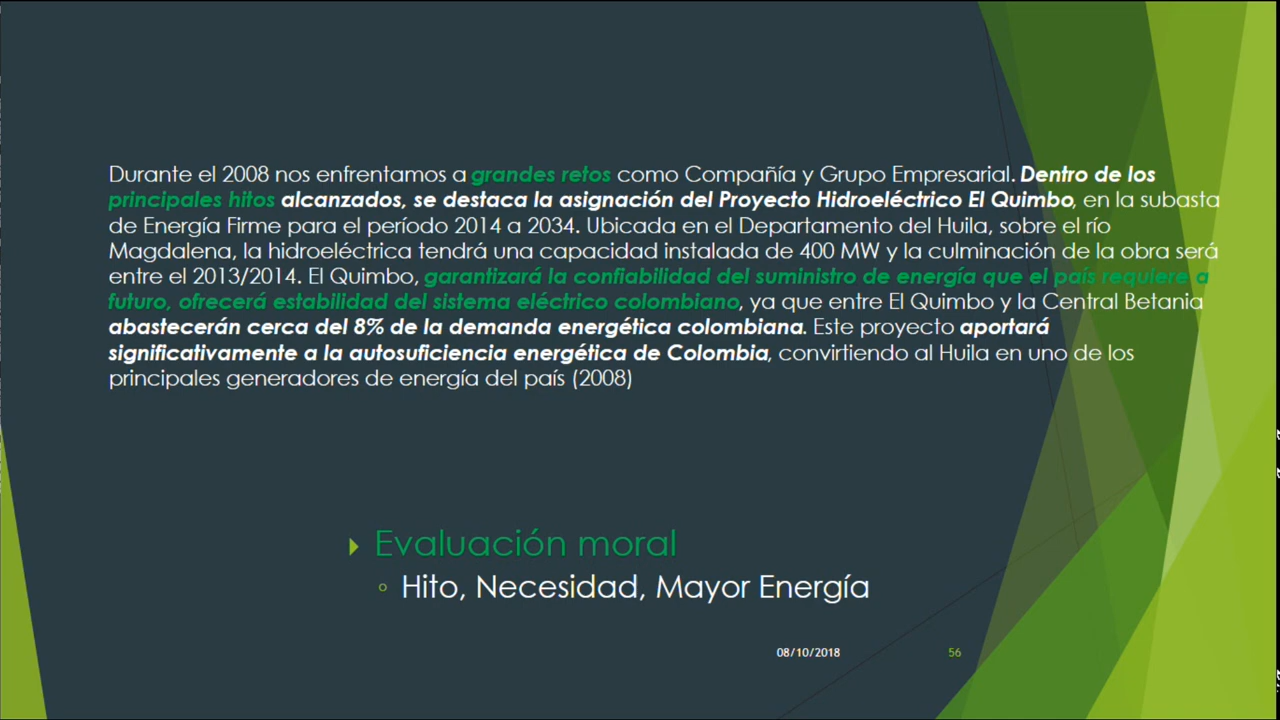 Durante el 2008 nos enfrentamos a grandes retos como Compañía y Grupo Empresarial. Dentro de los
principales hitos alcanzados, se destaca la asignación del Proyecto Hidroeléctrico El Quimbo, en la subasta
de Energía Firme para el período 2014 a 2034. Ubicada en el Departamento del Huila, sobre el río
Magdalena, la hidroeléctrica tendrá una capacidad instalada de 400 MW y la culminación de la obra será
entre el 2013/2014. El Quimbo, garantizará la confiabilidad del suministro de energía que el país requiere a
futuro, ofrecerá estabilidad del sistema eléctrico colombiano, ya que entre El Quimbo y la Central Betania
abastecerán cerca del 8% de la demanda energética colombiana. Este proyecto aportará
significativamente a la autosuficiencia energética de Colombia, convirtiendo al Huila en uno de los
principales generadores de energía del país (2008)
Evaluación moral
Hito, Necesidad, Mayor Energía
08/10/2018 56